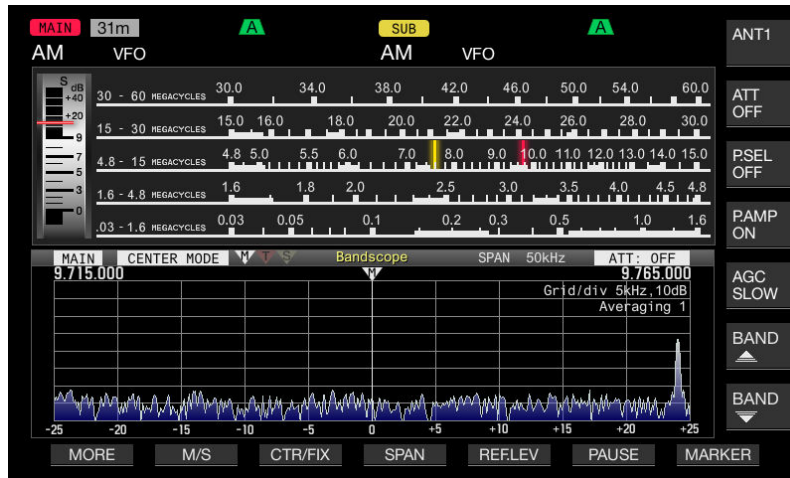 MAIN 31m A SUB A ANT1
AM VFO AM VFO
S
dB
+40
+20
9
7
5
3
0
30 - 60 MEGACYCLES 30.0 34.0 38.0 42.0 46.0 50.0 54.0 60.0
15 - 30 MEGACYCLES 15.0 16.0 18.0 20.0 22.0 24.0 26.0 28.0 30.0
4.8 - 15 MEGACYCLES 4.8 5.0 5.5 6.0 7.0 8.0 9.0 10.0 11.0 12.0 13.0 14.0 15.0
1.6 - 4.8 MEGACYCLES 1.6 1.8 2.0 2.5 3.0 3.5 4.0 4.5 4.8
.03 - 1.6 MEGACYCLES 0.03 0.05 0.1 0.2 0.3 0.5 1.0 1.6
ATT
OFF
P.SEL
OFF
P.AMP
ON
AGC
SLOW
BAND
BAND
MAIN CENTER MODE M T S Bandscope SPAN 50kHz ATT: OFF
9.715.000 M 9.765.000
Grid/div 5kHz,10dB
Averaging 1
-25 -20 -15 -10 -5 0 +5 +10 +15 +20 +25
MORE M/S CTR/FIX SPAN REF.LEV PAUSE MARKER